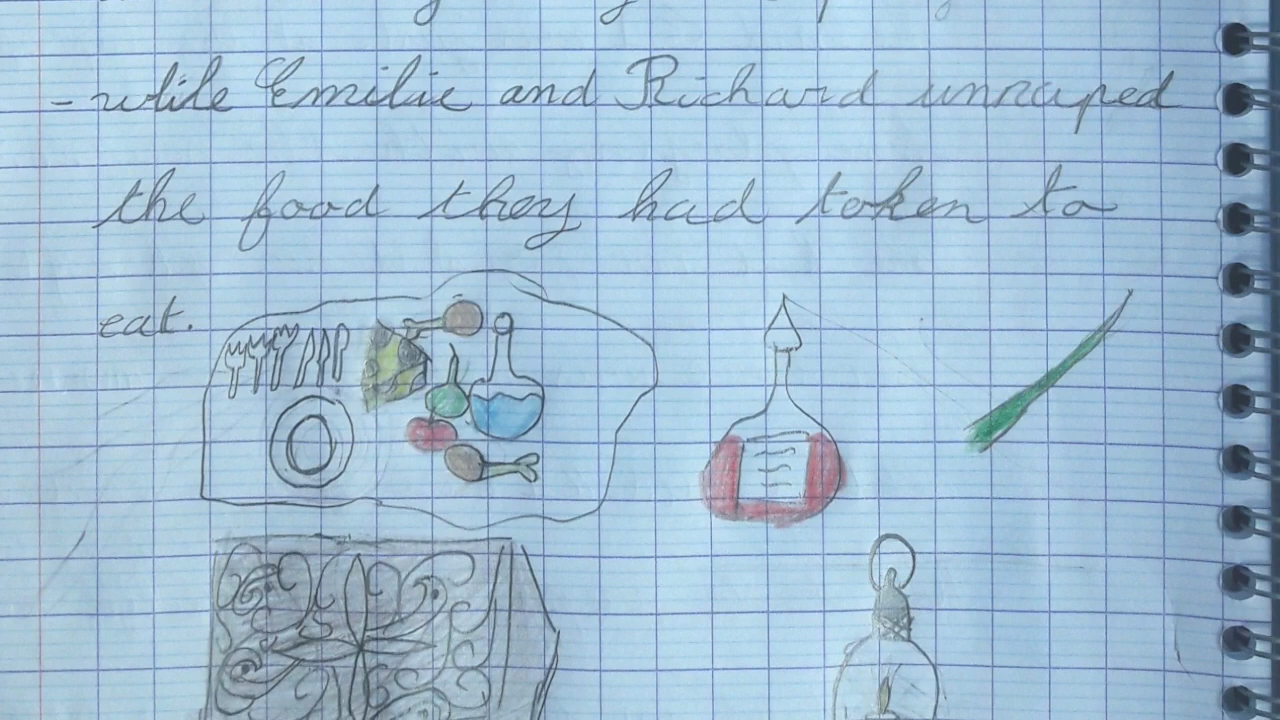 - while Emilie and Richard unraped
the food they had token to
eat.